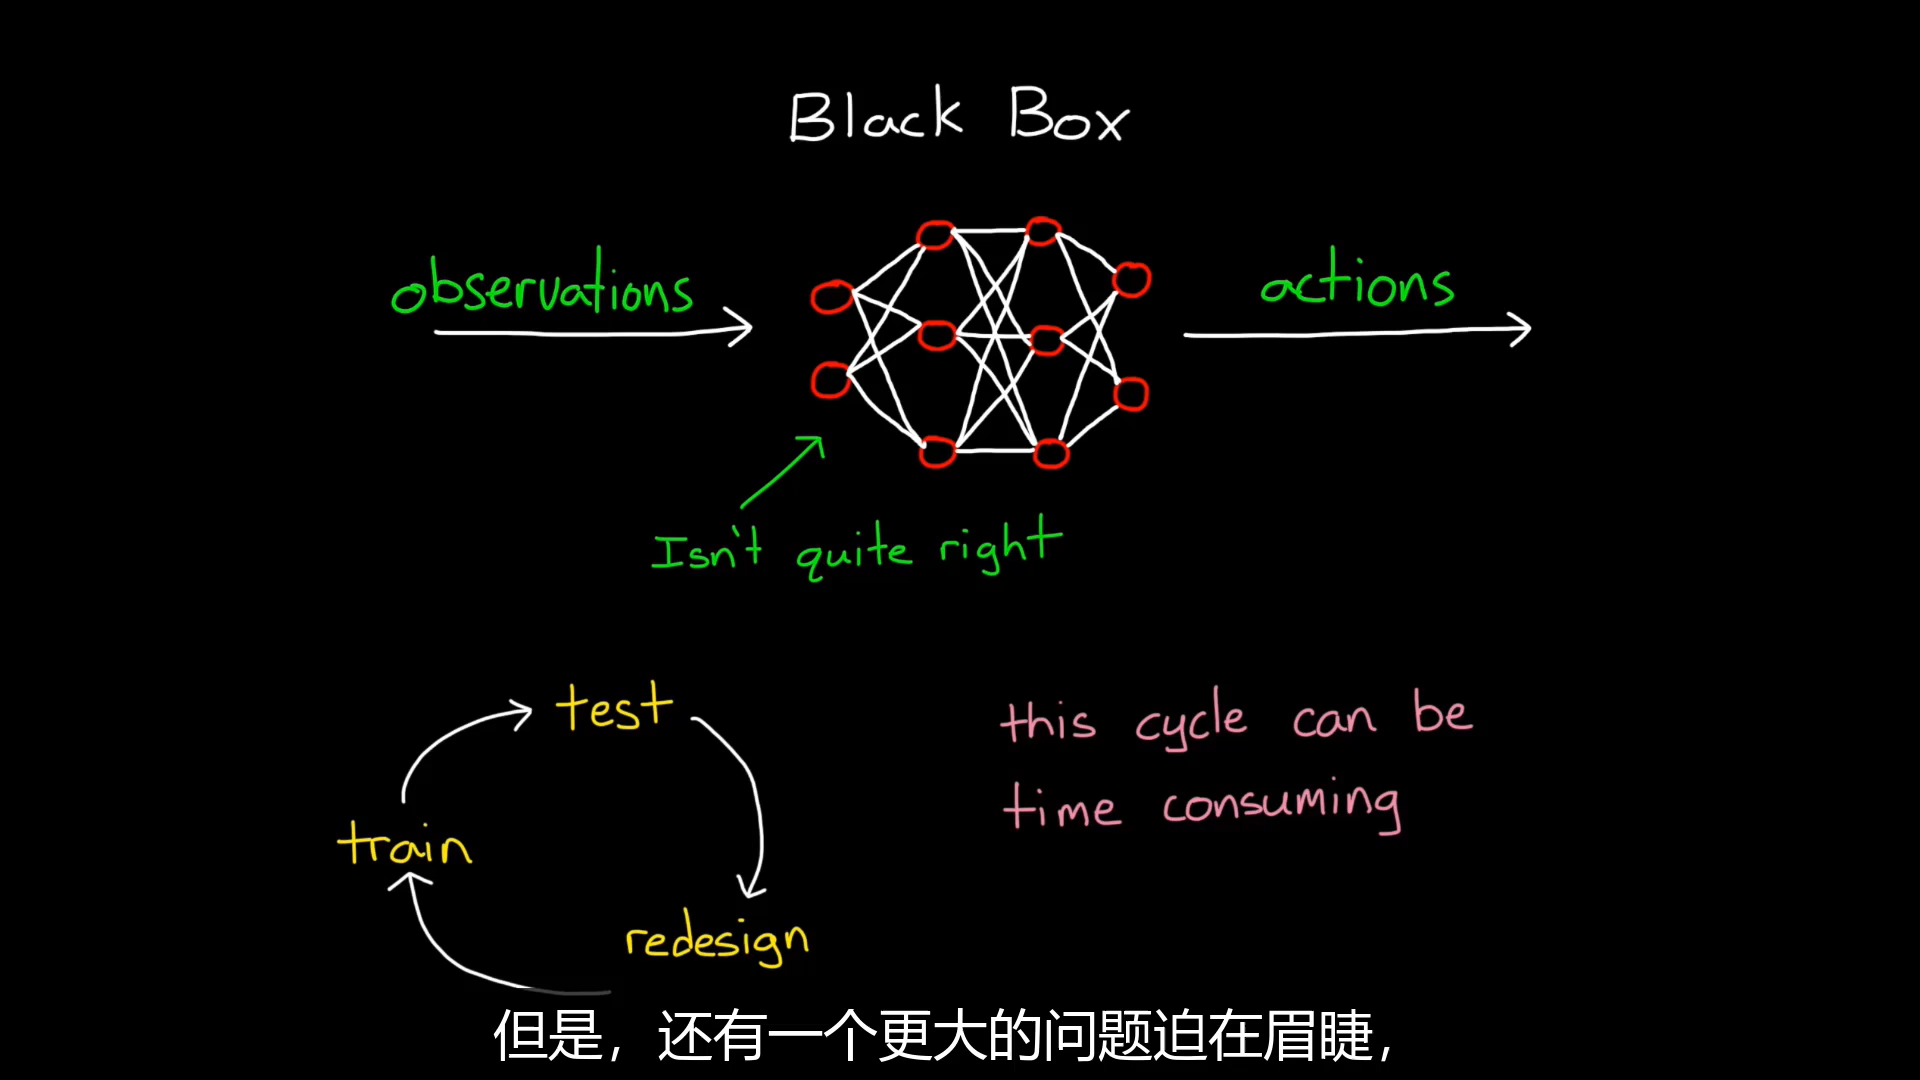 Black Box
observations
actions
Isn't quite right
test
train
redesign
this cycle can be
time consuming
但是，还有一个更大的问题迫在眉睫，